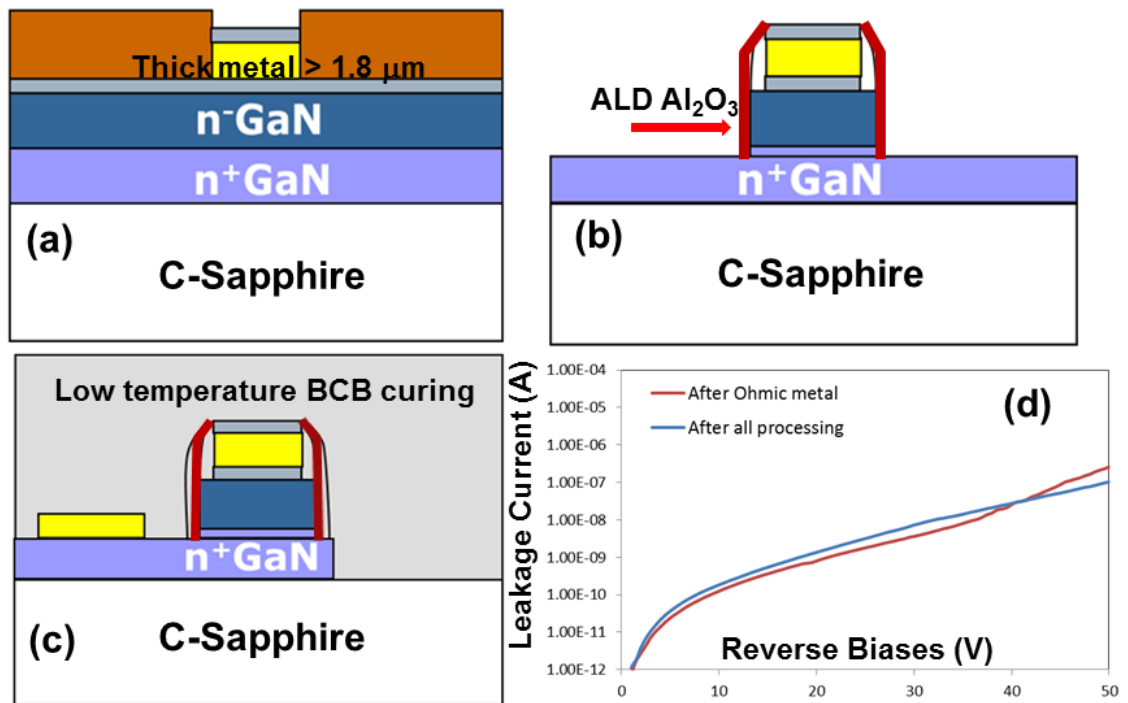 Thick metal > 1.8 μm
n⁻GaN
n⁺GaN
(a)
C-Sapphire
ALD Al₂O₃
n⁺GaN
(b)
C-Sapphire
Low temperature BCB curing
n⁺GaN
(c)
C-Sapphire
Leakage Current (A)
1.00E-04
1.00E-05
1.00E-06
1.00E-07
1.00E-08
1.00E-09
1.00E-10
1.00E-11
1.00E-12
After Ohmic metal
After all processing
(d)
Reverse Biases (V)
0 10 20 30 40 50